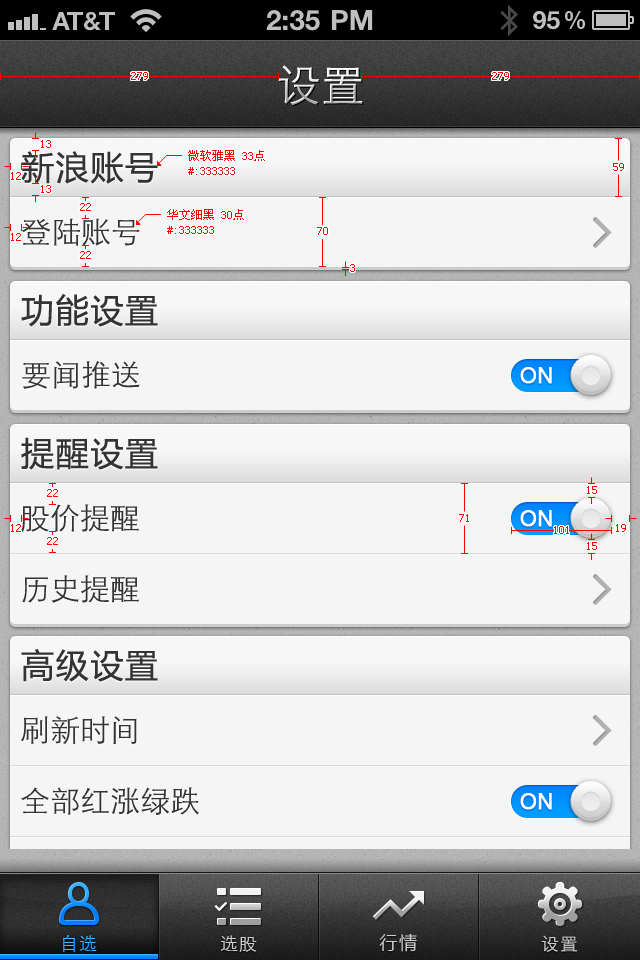 AT&T 2:35 PM 95%
279 设置 279
13
新浪账号 微软雅黑 33点
#:333333
12
59
13
22
登陆账号 华文细黑 30点
#:333333
12
70
22
3
功能设置
要闻推送 ON
提醒设置
22
15
股价提醒 71 ON
12
101
19
22
15
历史提醒
高级设置
刷新时间
全部红涨绿跌 ON
自选 选股 行情 设置